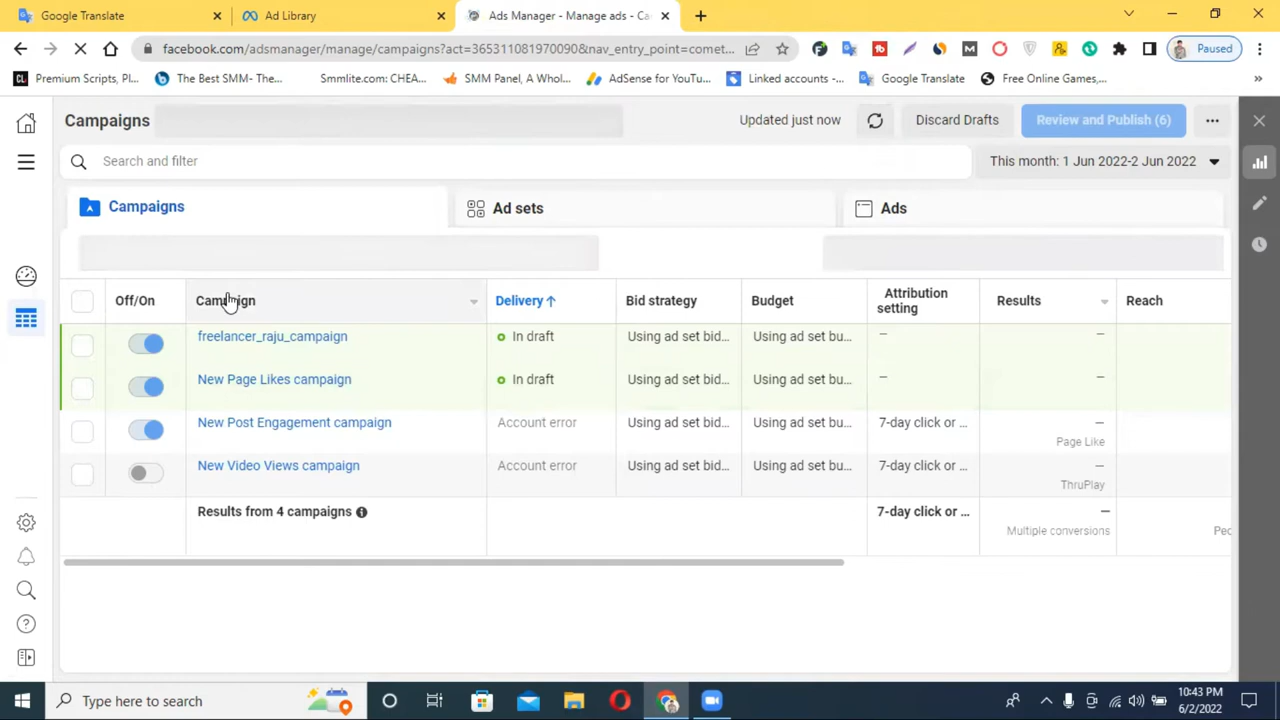 Google Translate
Ad Library
Ads Manager - Manage ads - Ca
facebook.com/adsmanager/manage/campaigns?act=365311081970090&nav_entry_point=comet...
Paused
Premium Scripts, Pl...
The Best SMM- The...
Smmlite.com: CHEA...
SMM Panel, A Whol...
AdSense for YouTu...
Linked accounts -...
Google Translate
Free Online Games,...
Campaigns
Updated just now
Discard Drafts
Review and Publish (6)
Search and filter
This month: 1 Jun 2022-2 Jun 2022
Campaigns
Ad sets
Ads
Off/On
Campaign
Delivery ↑
Bid strategy
Budget
Attribution
setting
Results
Reach
freelancer_raju_campaign
In draft
Using ad set bid...
Using ad set bu...
—
—
New Page Likes campaign
In draft
Using ad set bid...
Using ad set bu...
—
—
New Post Engagement campaign
Account error
Using ad set bid...
Using ad set bu...
7-day click or ...
—
Page Like
New Video Views campaign
Account error
Using ad set bid...
Using ad set bu...
7-day click or ...
—
ThruPlay
Results from 4 campaigns
7-day click or ...
—
Multiple conversions
Pec
Type here to search
10:43 PM
6/2/2022